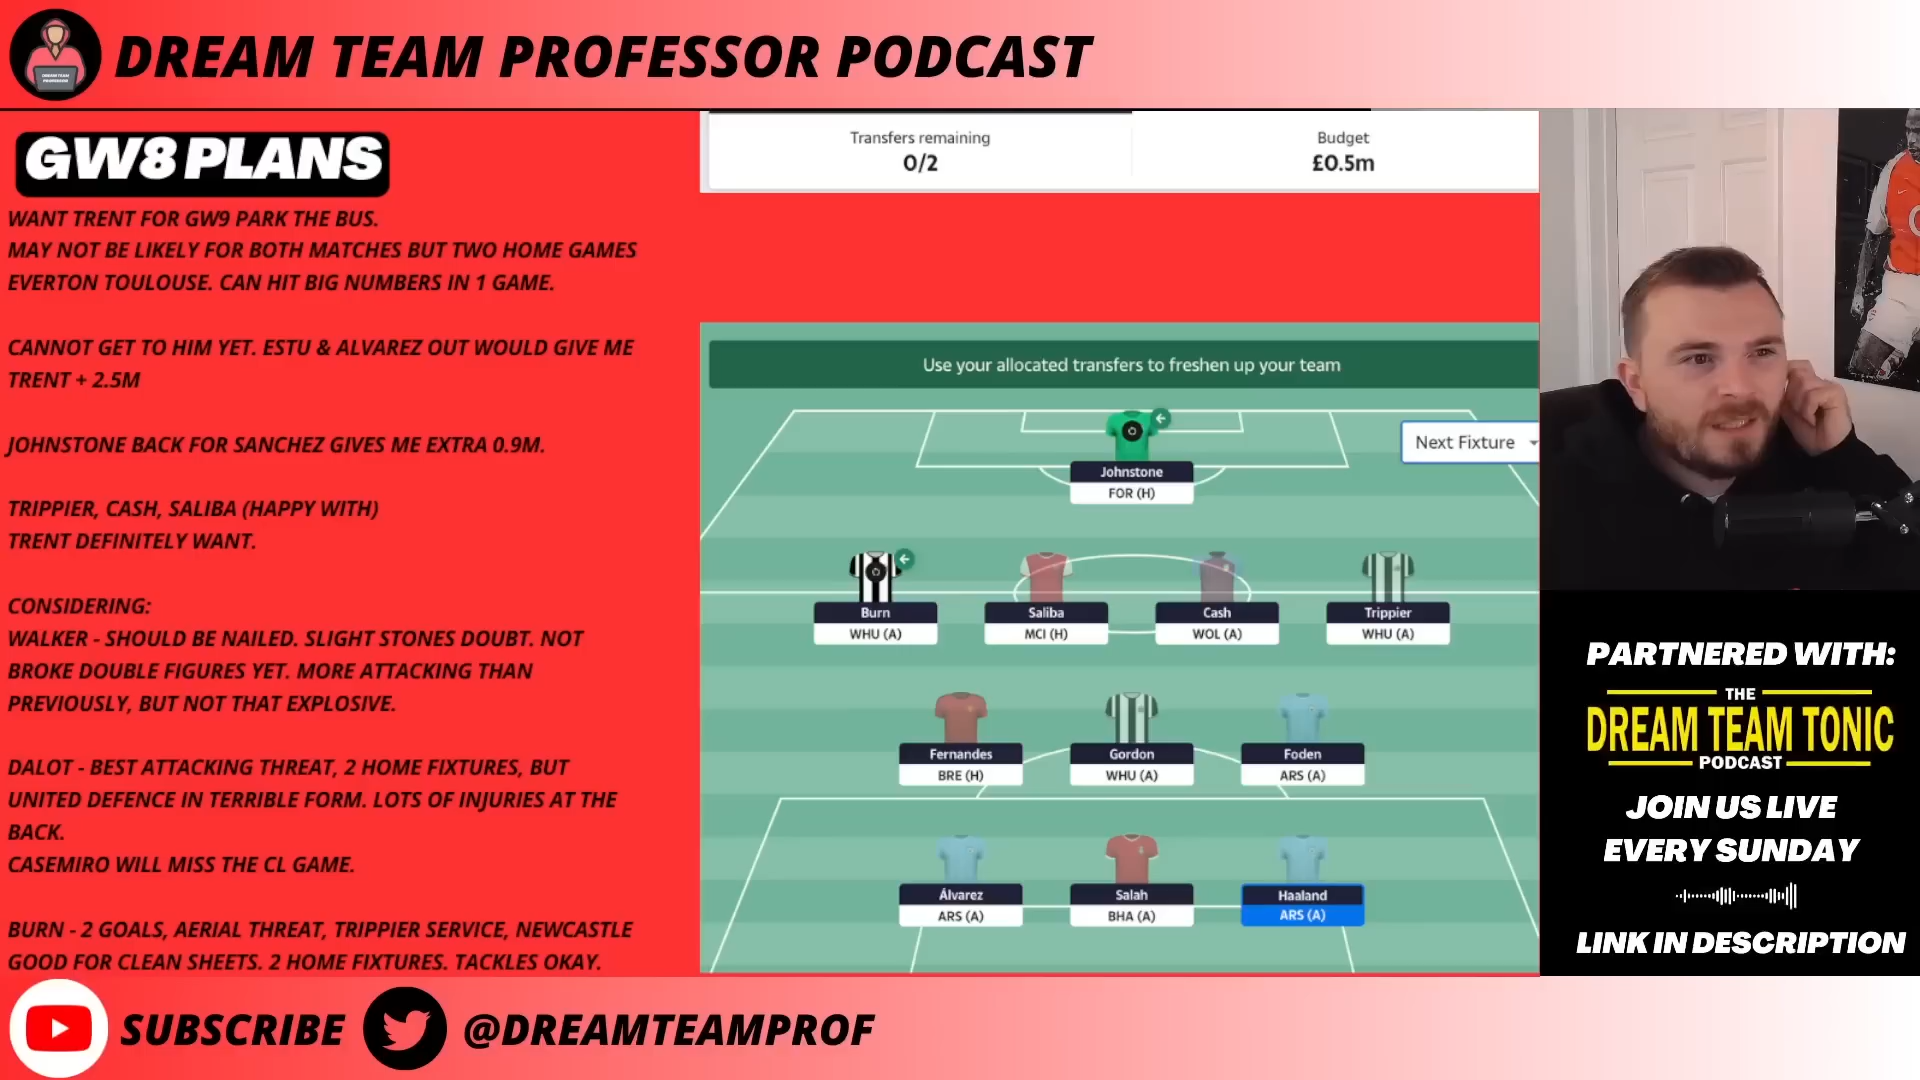 DREAM TEAM PROFESSOR PODCAST
DREAM TEAM
PROFESSOR
GW8 PLANS
WANT TRENT FOR GW9 PARK THE BUS.
MAY NOT BE LIKELY FOR BOTH MATCHES BUT TWO HOME GAMES
EVERTON TOULOUSE. CAN HIT BIG NUMBERS IN 1 GAME.
CANNOT GET TO HIM YET. ESTU & ALVAREZ OUT WOULD GIVE ME
TRENT + 2.5M
JOHNSTONE BACK FOR SANCHEZ GIVES ME EXTRA 0.9M.
TRIPPIER, CASH, SALIBA (HAPPY WITH)
TRENT DEFINITELY WANT.
CONSIDERING:
WALKER - SHOULD BE NAILED. SLIGHT STONES DOUBT. NOT
BROKE DOUBLE FIGURES YET. MORE ATTACKING THAN
PREVIOUSLY, BUT NOT THAT EXPLOSIVE.
DALOT - BEST ATTACKING THREAT, 2 HOME FIXTURES, BUT
UNITED DEFENCE IN TERRIBLE FORM. LOTS OF INJURIES AT THE
BACK.
CASEMIRO WILL MISS THE CL GAME.
BURN - 2 GOALS, AERIAL THREAT, TRIPPIER SERVICE, NEWCASTLE
GOOD FOR CLEAN SHEETS. 2 HOME FIXTURES. TACKLES OKAY.
Transfers remaining
0/2
Budget
£0.5m
Use your allocated transfers to freshen up your team
Next Fixture
Johnstone
FOR (H)
Burn
WHU (A)
Saliba
MCI (H)
Cash
WOL (A)
Trippier
WHU (A)
Fernandes
BRE (H)
Gordon
WHU (A)
Foden
ARS (A)
Álvarez
ARS (A)
Salah
BHA (A)
Haaland
ARS (A)
PARTNERED WITH:
THE
DREAM TEAM TONIC
PODCAST
JOIN US LIVE
EVERY SUNDAY
LINK IN DESCRIPTION
SUBSCRIBE
@DREAMTEAMPROF